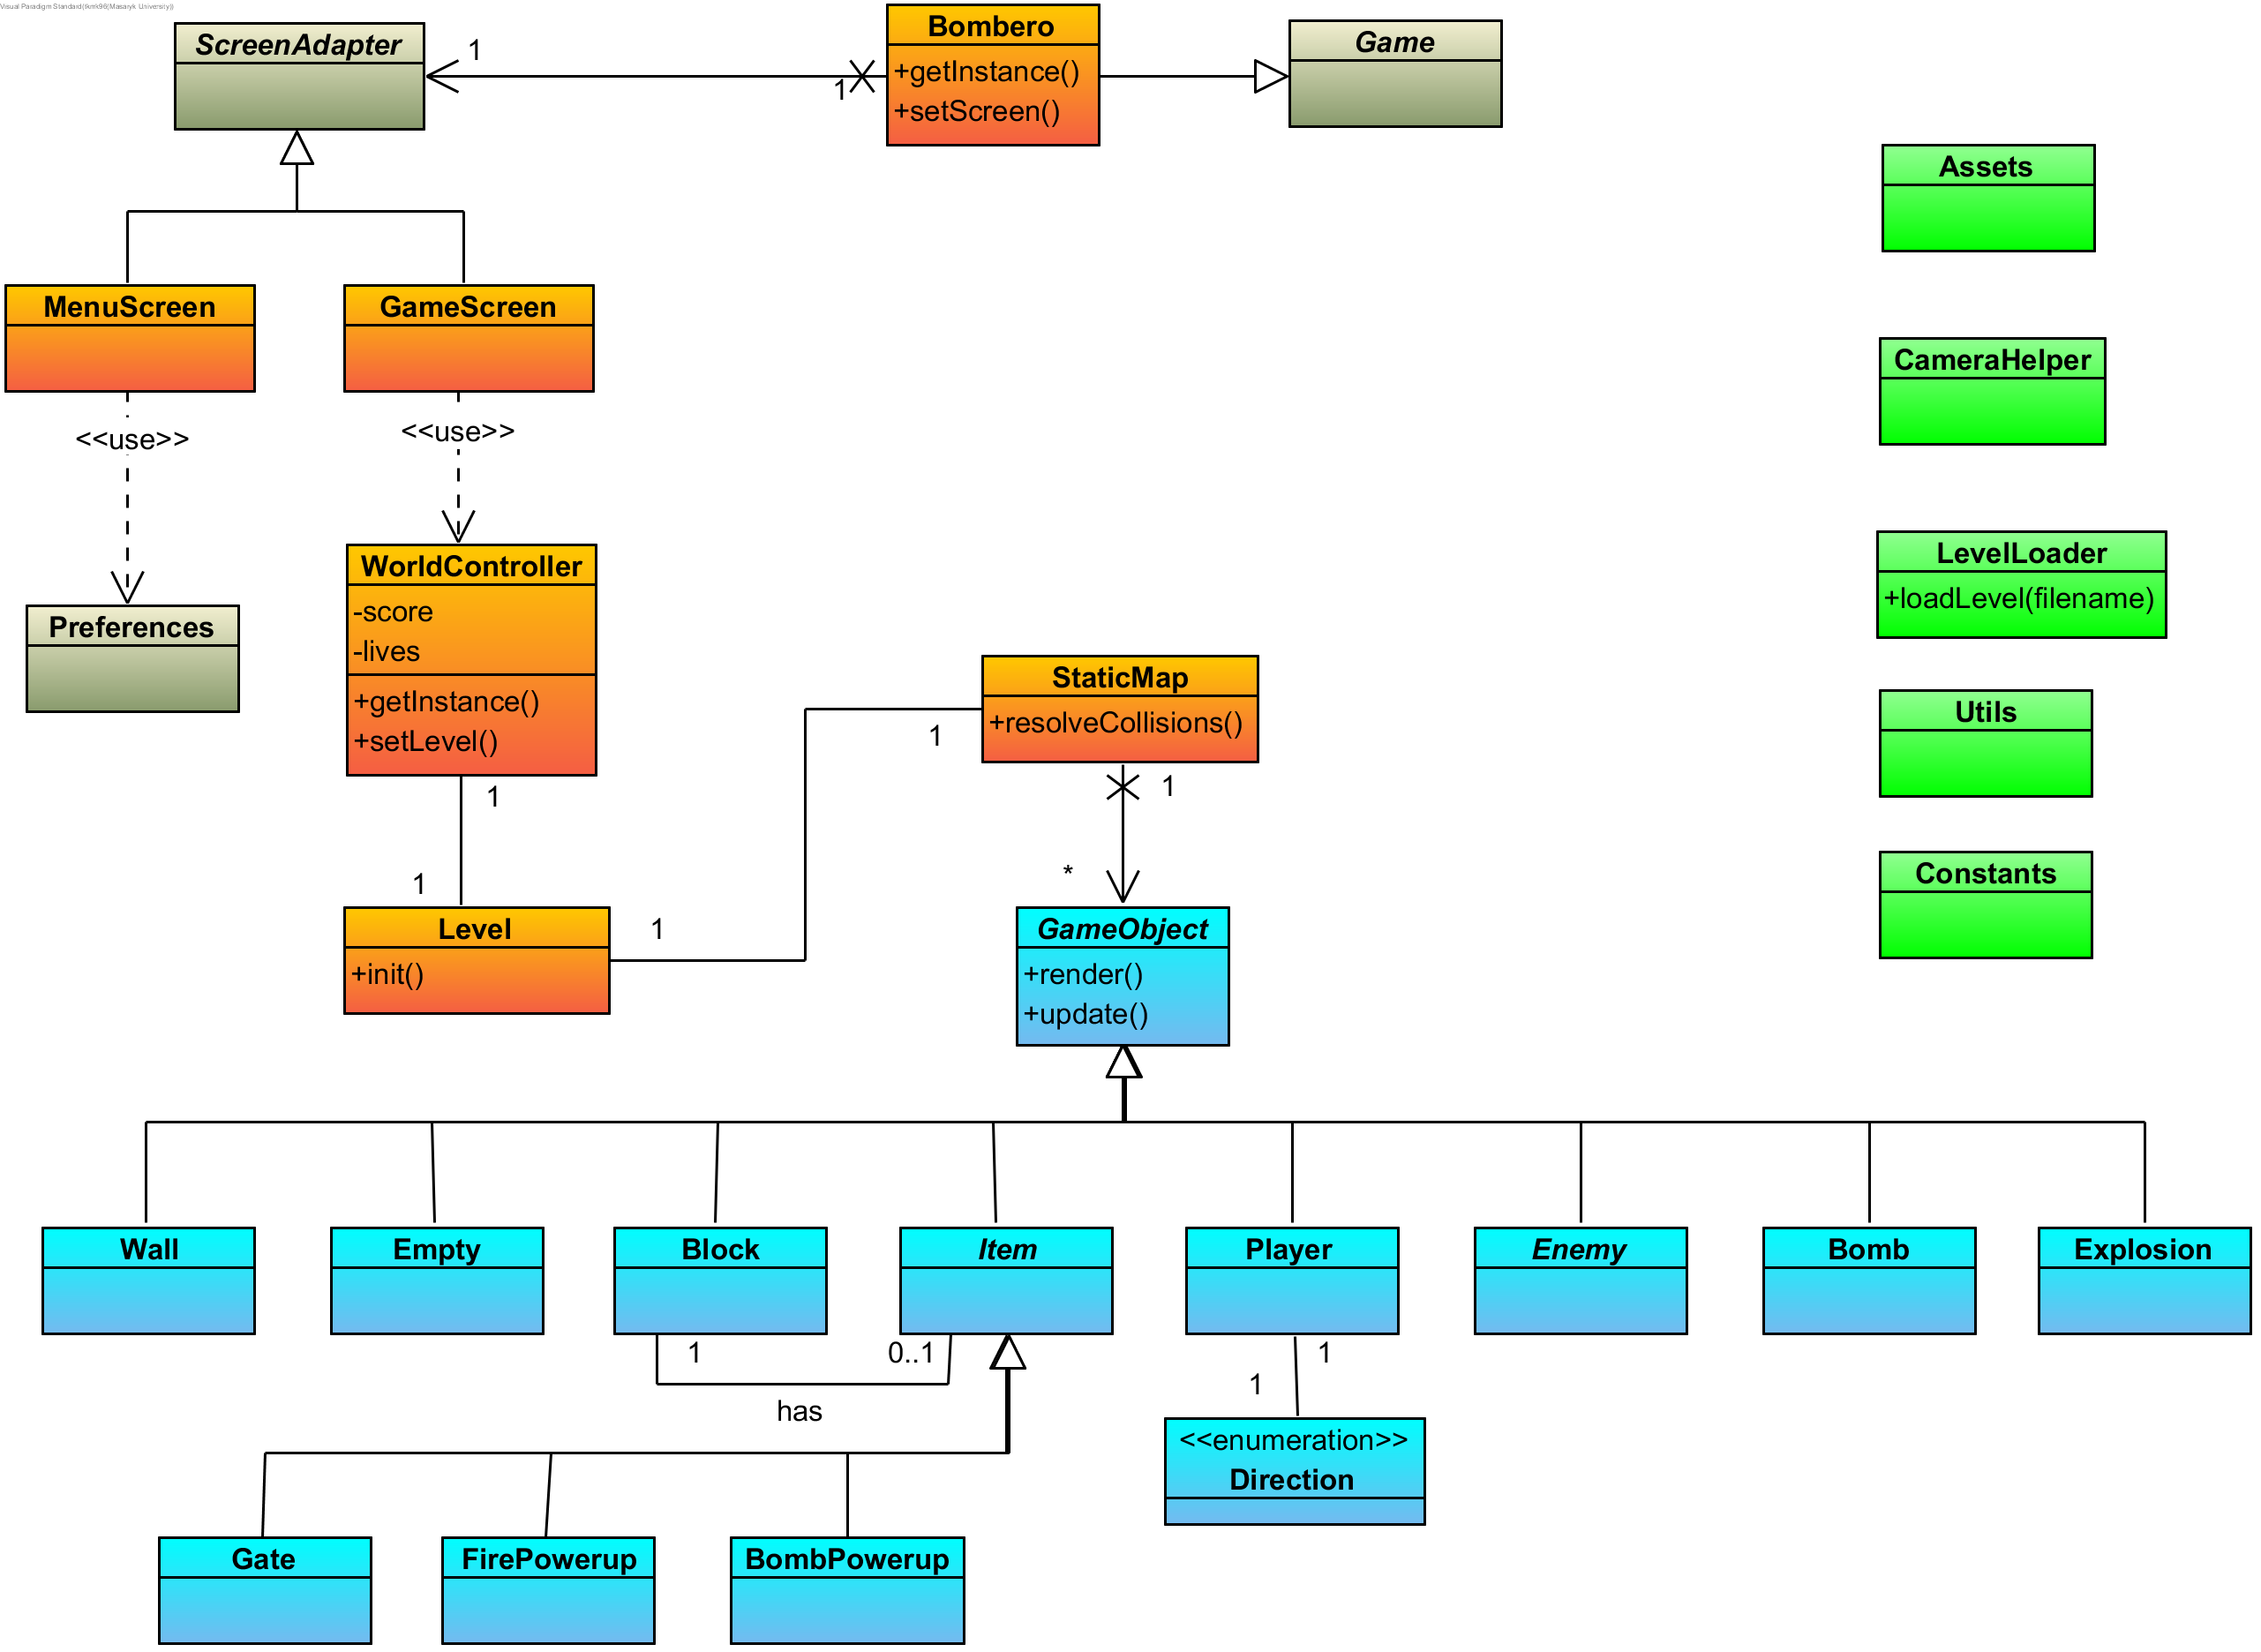 Visual Paradigm Standard(tkmk96(Masaryk University))
ScreenAdapter
1
1
Bombero
+getInstance()
+setScreen()
Game
Assets
MenuScreen
GameScreen
CameraHelper
<<use>>
<<use>>
WorldController
-score
-lives
+getInstance()
+setLevel()
Preferences
LevelLoader
+loadLevel(filename)
StaticMap
+resolveCollisions()
Utils
1
1
1
1
*
1
Constants
Level
+init()
GameObject
+render()
+update()
Wall
Empty
Block
Item
Player
Enemy
Bomb
Explosion
1
0..1
has
1
1
<<enumeration>>
Direction
Gate
FirePowerup
BombPowerup